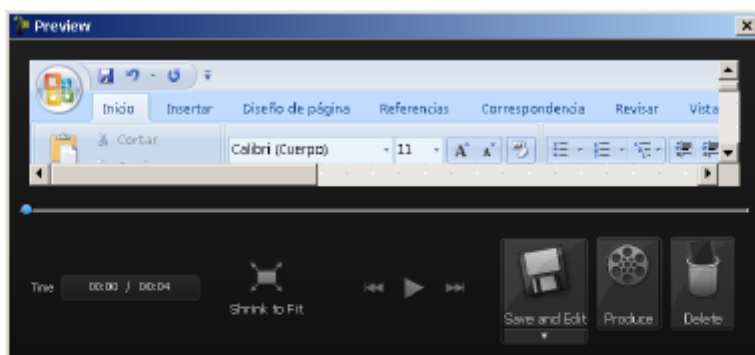 Preview
Inicio Insertar Diseño de página Referencias Correspondencia Revisar Vista
Cortar
Calibri (Cuerpo) 11 A A
Time 00:00 / 00:04
Shrink to Fit
Save and Edit Produce Delete